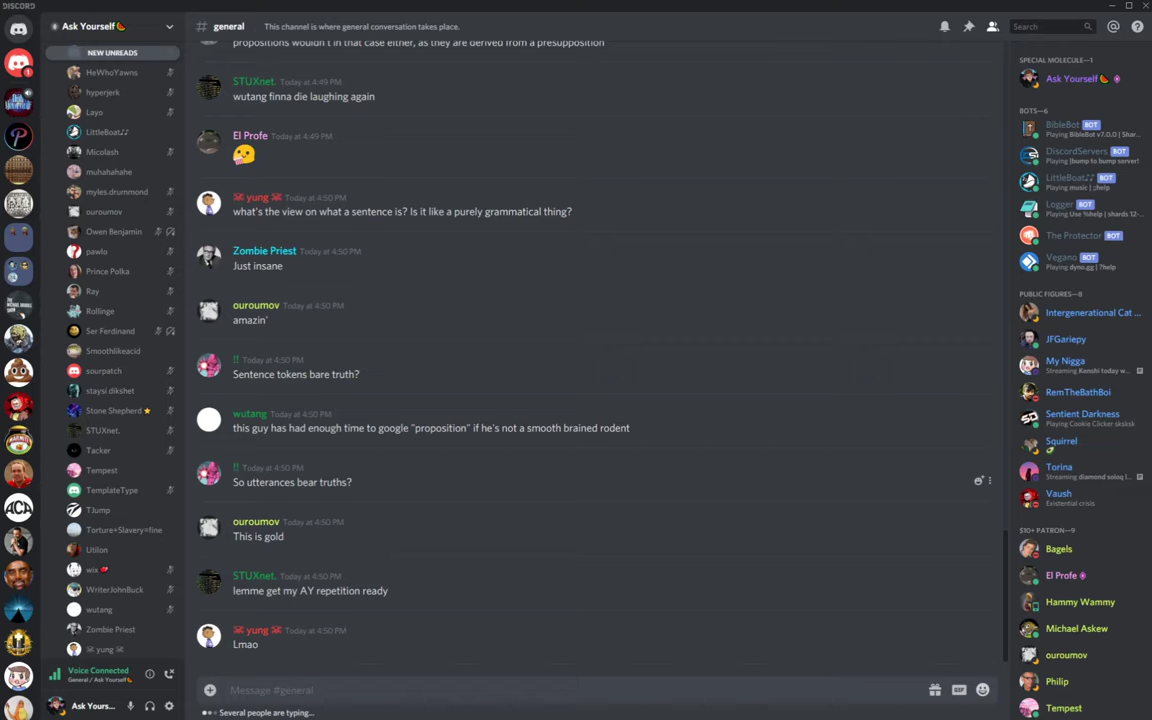 DISCORD
Ask Yourself🍉
NEW UNREADS
HeWhoYawns
hyperjerk
Layo
LittleBoat♪♪
Micolash
muhahahahe
myles.drummond
ouroumov
Owen Benjamin
pawlo
Prince Polka
Ray
Rollinge
Ser Ferdinand
Smoothlikeacid
sourpatch
staysi dikshet
Stone Shepherd⭐
STUXnet.
Tacker
Tempest
TemplateType
TJump
Torture+Slavery=fine
Utilon
wix
WriterJohnBuck
wutang
Zombie Priest
yung
Voice Connected
General / Ask Yourself🍉
Ask Yours...
# general
This channel is where general conversation takes place.
Search
propositions wouldn't in that case either, as they are derived from a presupposition
STUXnet. Today at 4:49 PM
wutang finna die laughing again
El Profe Today at 4:49 PM
yung Today at 4:50 PM
what's the view on what a sentence is? Is it like a purely grammatical thing?
Zombie Priest Today at 4:50 PM
Just insane
ouroumov Today at 4:50 PM
amazin'
!! Today at 4:50 PM
Sentence tokens bare truth?
wutang Today at 4:50 PM
this guy has had enough time to google "proposition" if he's not a smooth brained rodent
!! Today at 4:50 PM
So utterances bear truths?
ouroumov Today at 4:50 PM
This is gold
STUXnet. Today at 4:50 PM
lemme get my AY repetition ready
yung Today at 4:50 PM
Lmao
Message #general
GIF
Several people are typing...
SPECIAL MOLECULE—1
Ask Yourself🍉
BOTS—6
BibleBot BOT
Playing BibleBot v7.0.0 | Shar...
DiscordServers BOT
Playing !bump to bump server!
LittleBoat♪♪ BOT
Playing music | ;;help
Logger BOT
Playing Use %help | shards 12-...
The Protector BOT
Vegano BOT
Playing dyno.gg | ?help
PUBLIC FIGURES—8
Intergenerational Cat ...
JFGariepy
My Nigga
Streaming Kenshi today w...
RemTheBathBoi
Sentient Darkness
Playing Cookie Clicker sksksk
Squirrel
🥑
Torina
Streaming diamond soloq l...
Vaush
Existential crisis
$10+ PATRON—9
Bagels
El Profe
Hammy Wammy
Michael Askew
ouroumov
Philip
Tempest